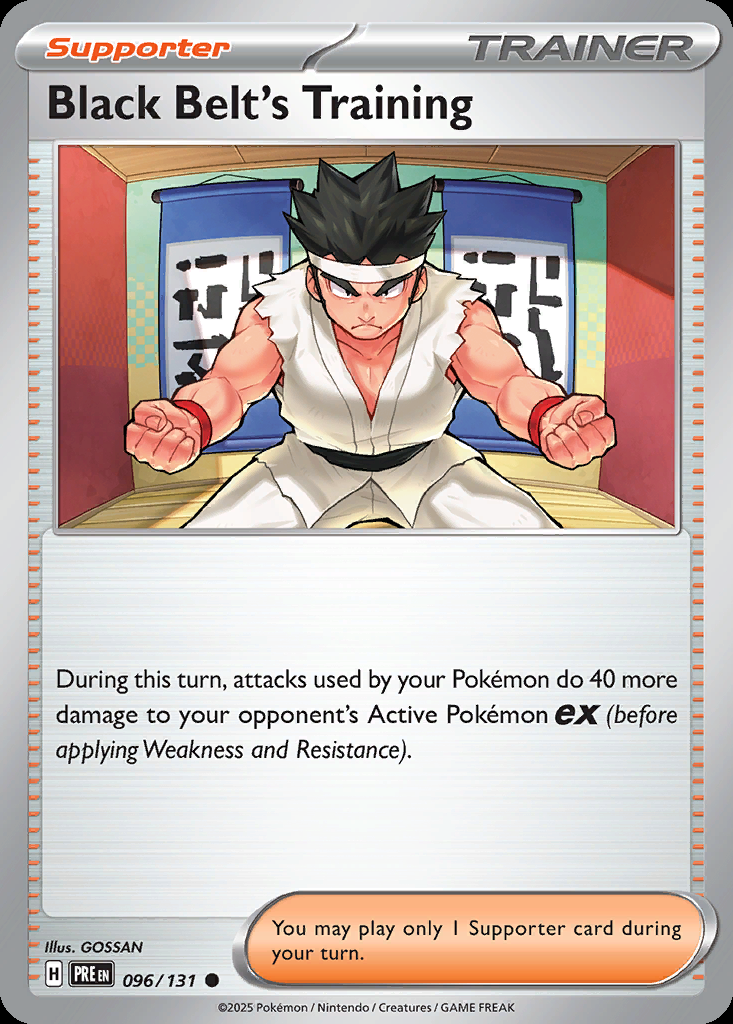 Supporter
TRAINER
Black Belt's Training
During this turn, attacks used by your Pokémon do 40 more
damage to your opponent's Active Pokémon ex (before
applying Weakness and Resistance).
You may play only 1 Supporter card during
your turn.
Illus. GOSSAN
H PRE EN 096/131
©2025 Pokémon / Nintendo / Creatures / GAME FREAK